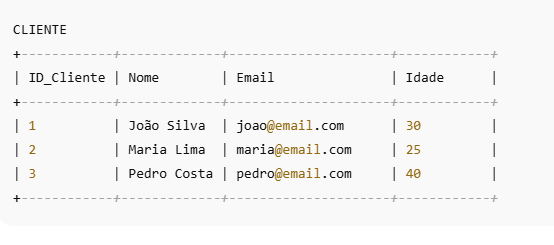 CLIENTE
+------------+-------------+---------------------+------------+
| ID_Cliente | Nome        | Email               | Idade      |
+------------+-------------+---------------------+------------+
| 1          | João Silva  | joao@email.com      | 30         |
| 2          | Maria Lima  | maria@email.com     | 25         |
| 3          | Pedro Costa | pedro@email.com     | 40         |
+------------+-------------+---------------------+------------+